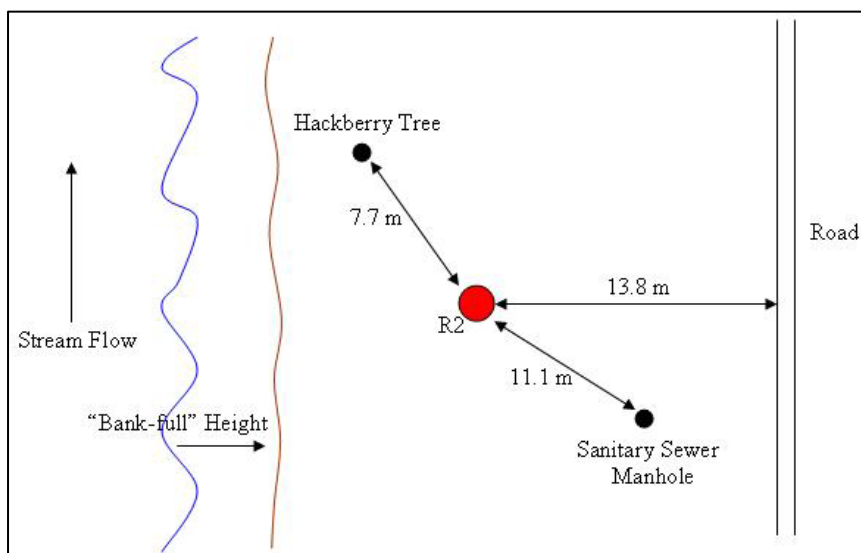 Hackberry Tree
7.7 m
Road
13.8 m
R2
Stream Flow
11.1 m
“Bank-full” Height
Sanitary Sewer
Manhole